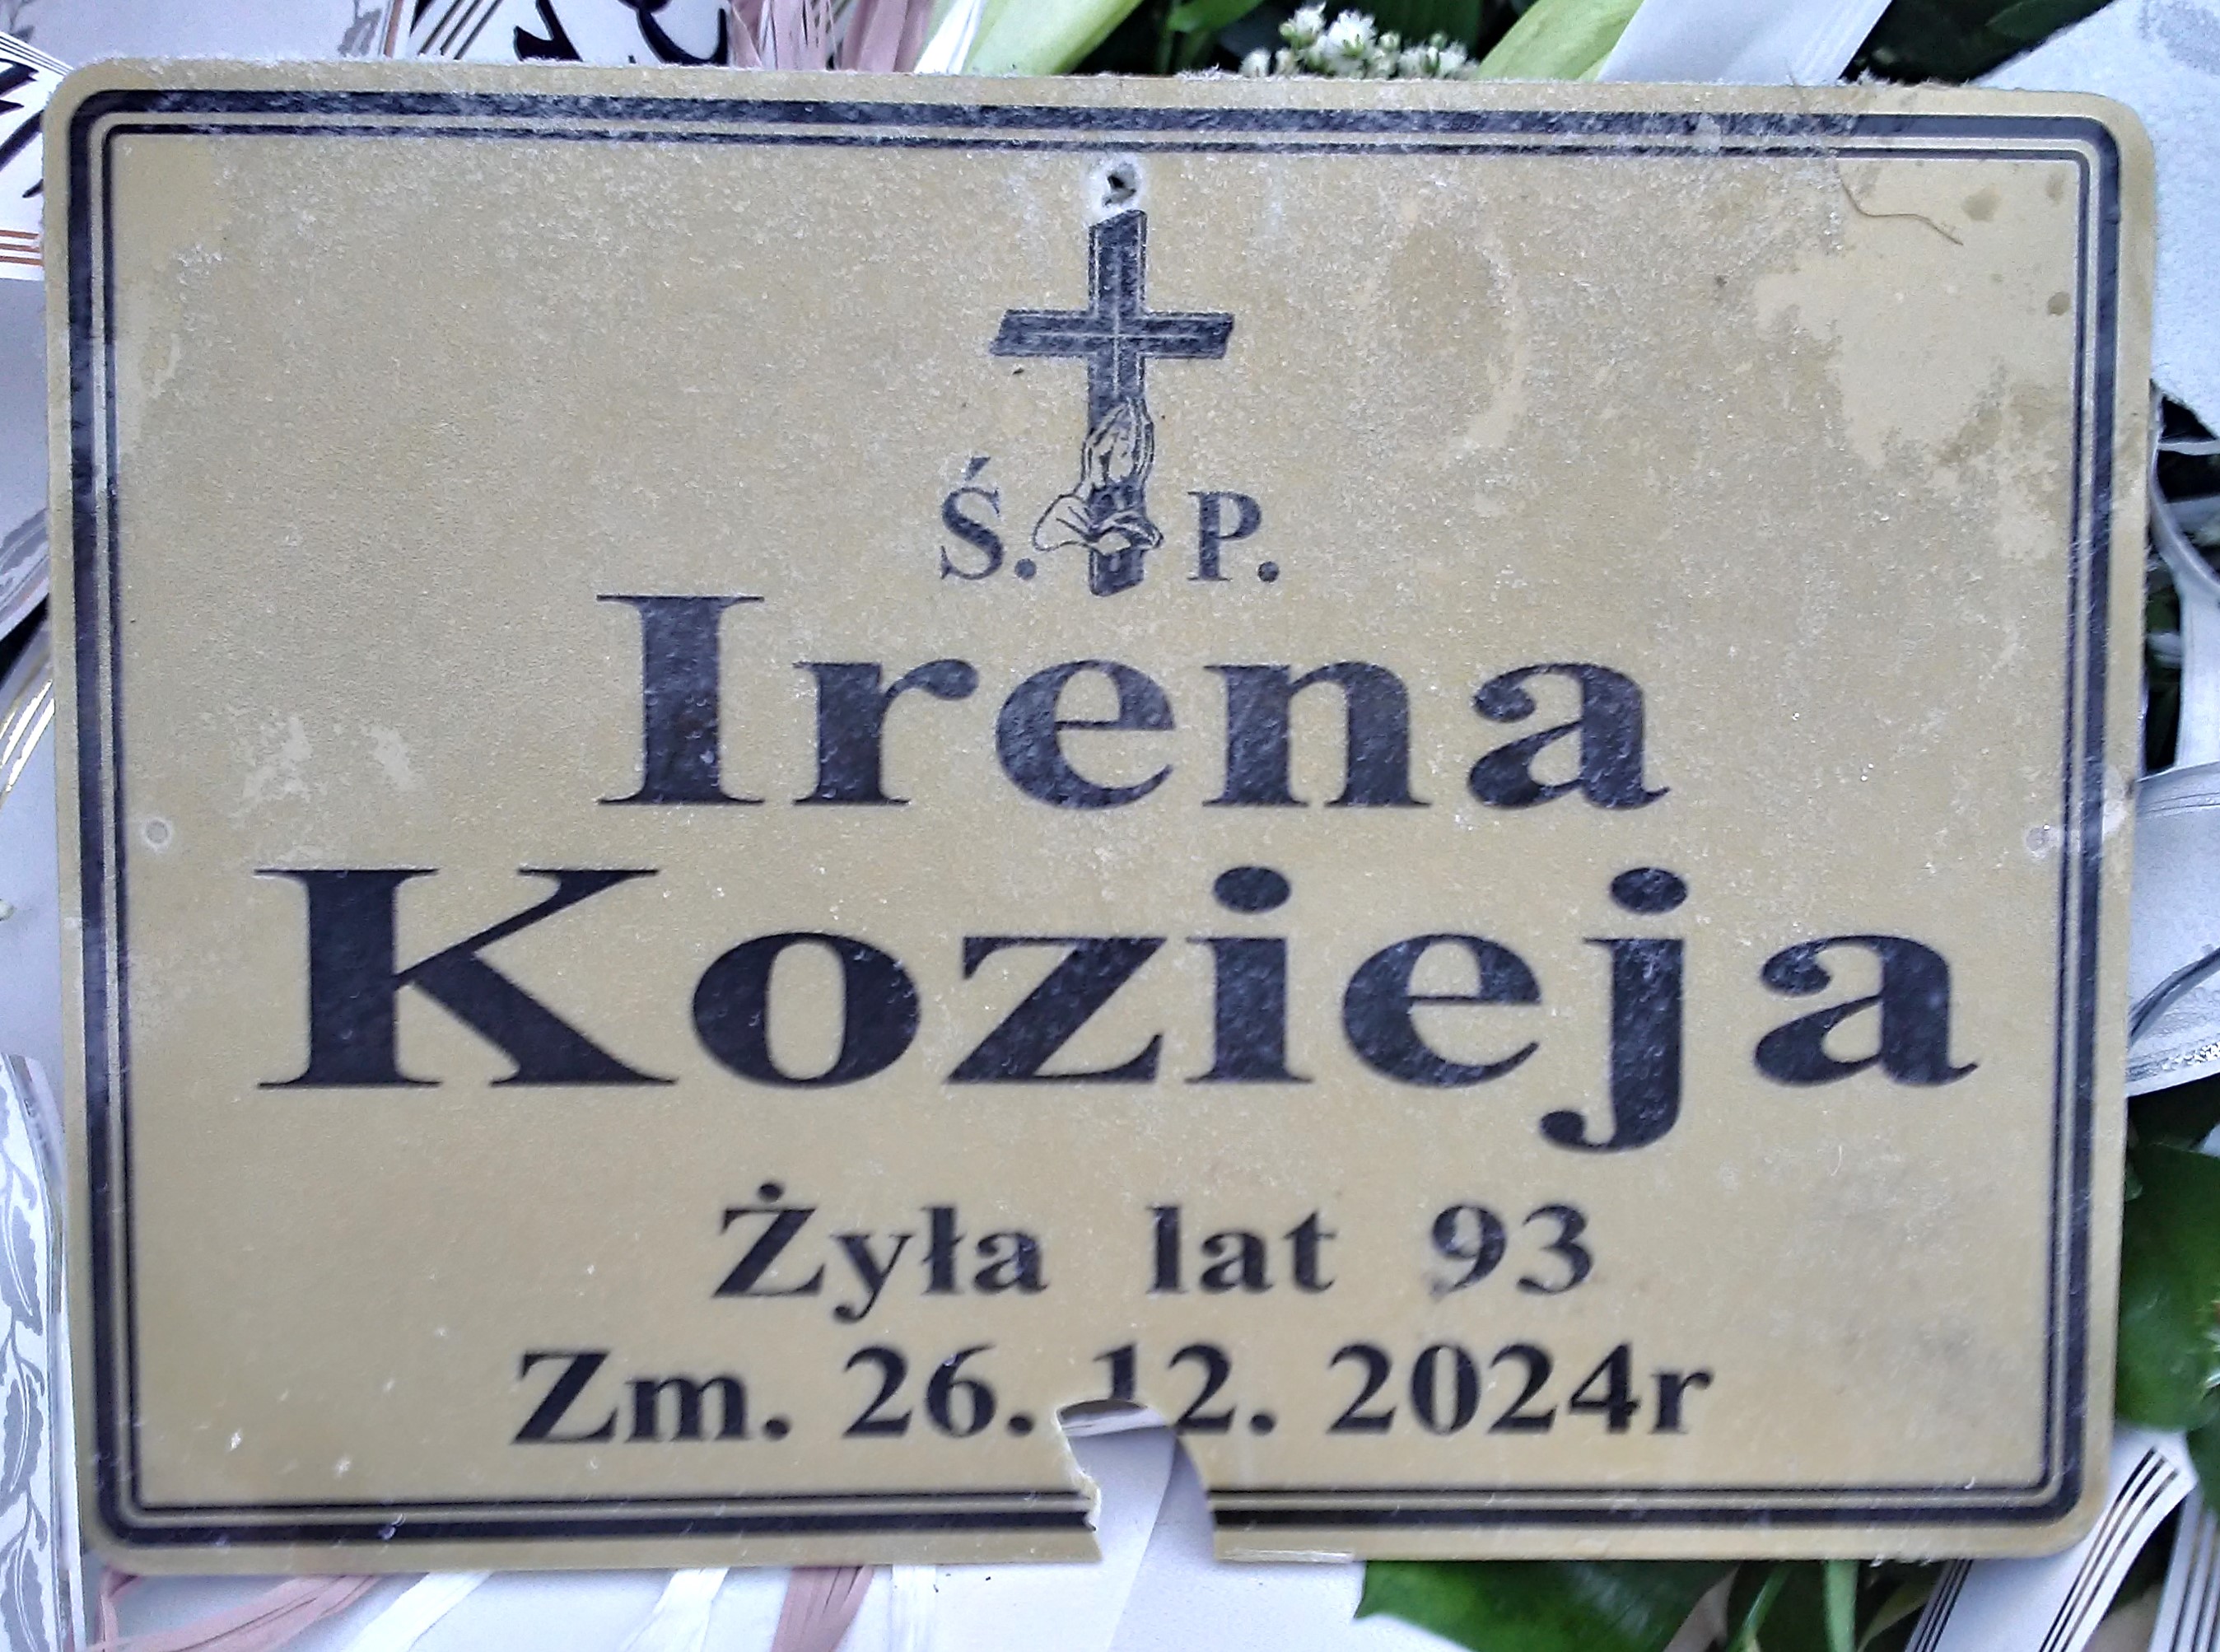 Ś. P.
Irena
Kozieja
Żyła lat 93
Zm. 26. 12. 2024r